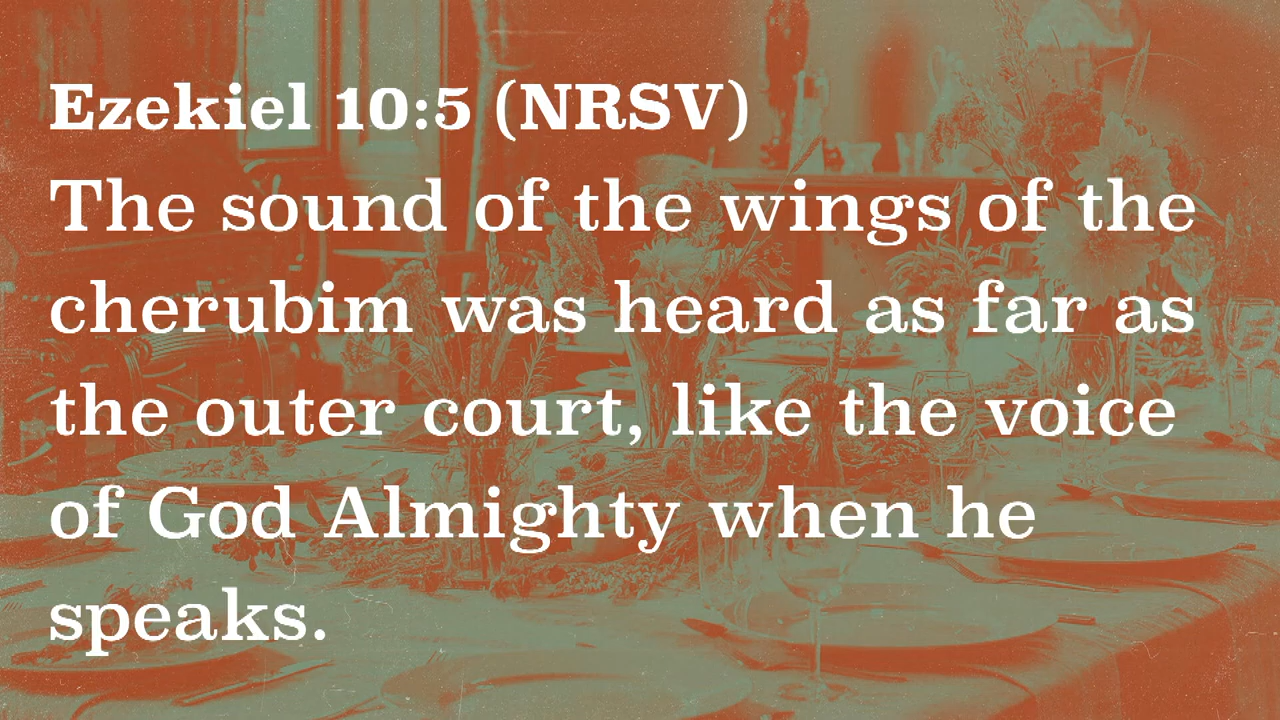 Ezekiel 10:5 (NRSV)
The sound of the wings of the
cherubim was heard as far as
the outer court, like the voice
of God Almighty when he
speaks.